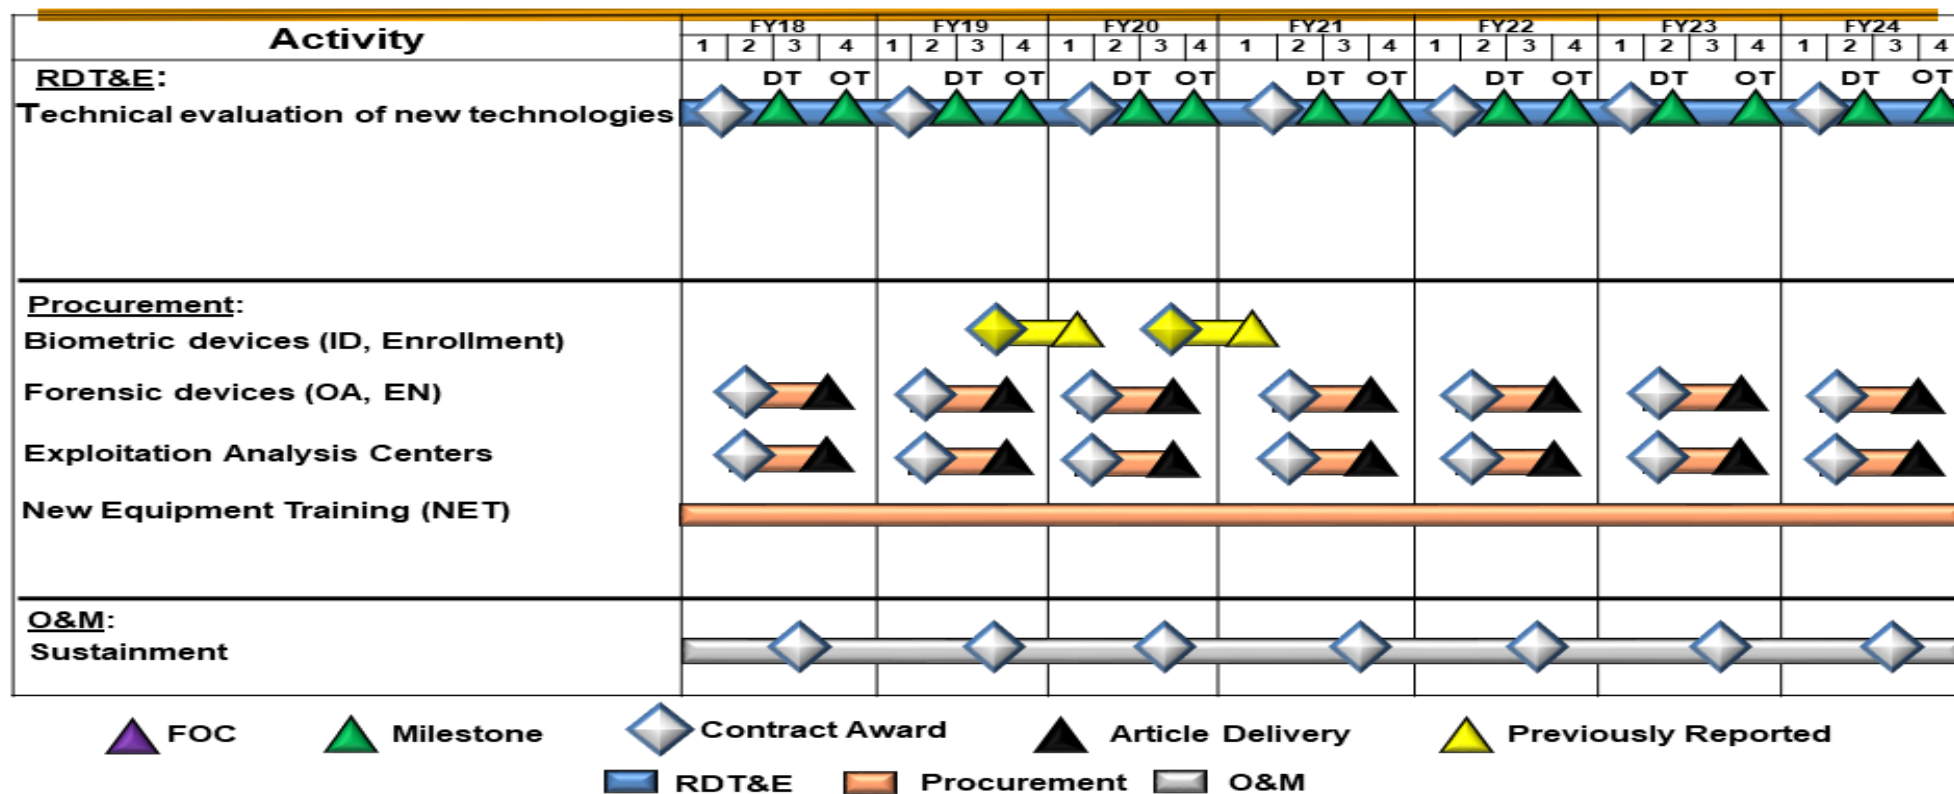 Activity
FY18 FY19 FY20 FY21 FY22 FY23 FY24
1 2 3 4 1 2 3 4 1 2 3 4 1 2 3 4 1 2 3 4 1 2 3 4 1 2 3 4
RDT&E:
DT OT DT OT DT OT DT OT DT OT DT OT DT OT
Technical evaluation of new technologies
Procurement:
Biometric devices (ID, Enrollment)
Forensic devices (OA, EN)
Exploitation Analysis Centers
New Equipment Training (NET)
O&M:
Sustainment
FOC Milestone Contract Award Article Delivery Previously Reported
RDT&E Procurement O&M